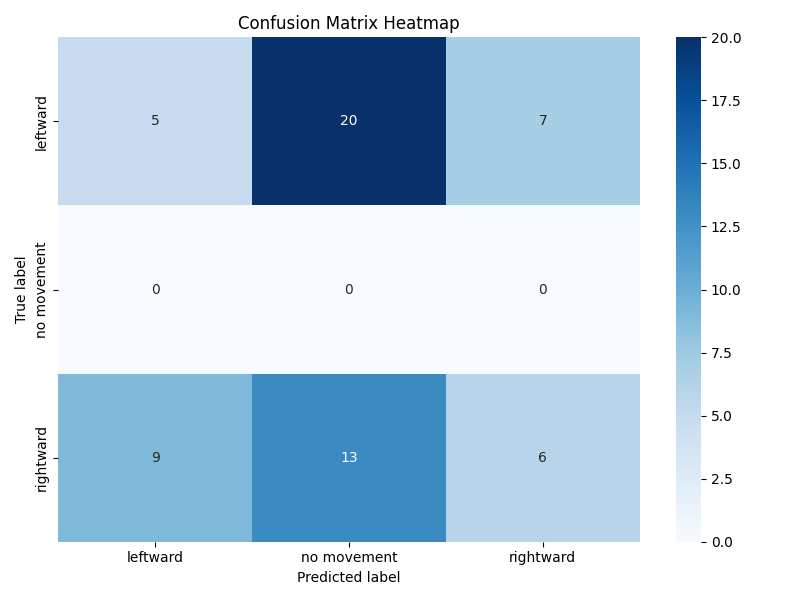 Confusion Matrix Heatmap
True label
leftward
5 20 7
no movement
0 0 0
rightward
9 13 6
leftward no movement rightward
Predicted label
20.0
17.5
15.0
12.5
10.0
7.5
5.0
2.5
0.0